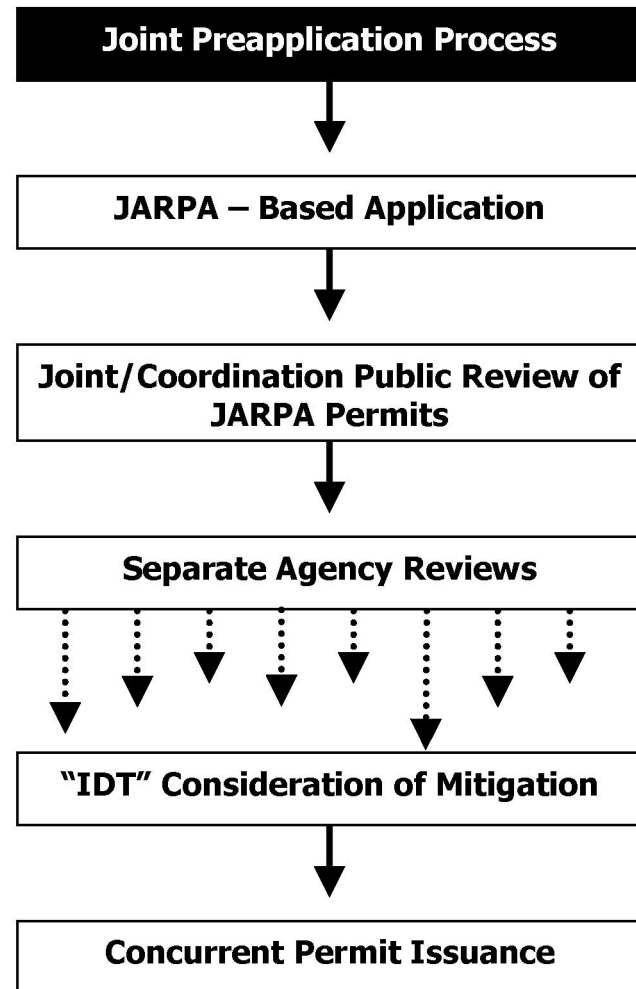 Joint Preapplication Process
JARPA – Based Application
Joint/Coordination Public Review of
JARPA Permits
Separate Agency Reviews
“IDT” Consideration of Mitigation
Concurrent Permit Issuance